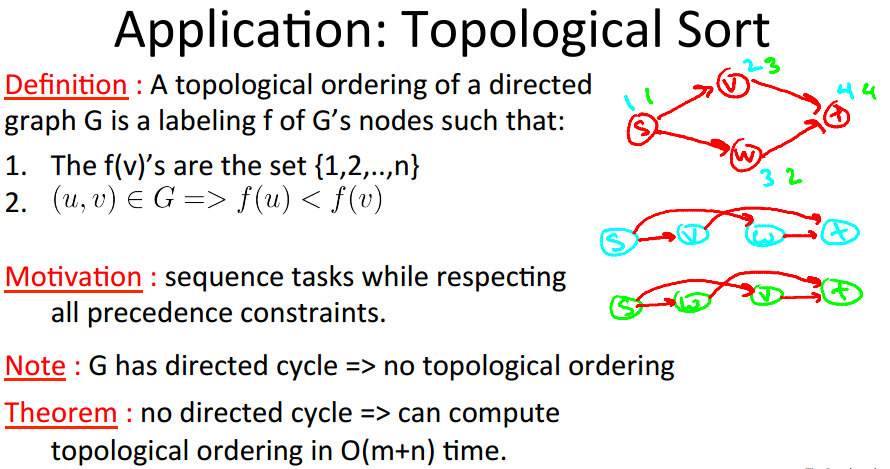 Application: Topological Sort
Definition : A topological ordering of a directed
graph G is a labeling f of G's nodes such that:
1. The f(v)'s are the set {1,2,..,n}
2. (u, v) ∈ G => f(u) < f(v)
Motivation : sequence tasks while respecting
all precedence constraints.
Note : G has directed cycle => no topological ordering
Theorem : no directed cycle => can compute
topological ordering in O(m+n) time.
2 3
V
1 1
S
4 4
t
W
3 2
S V W t
S W V t